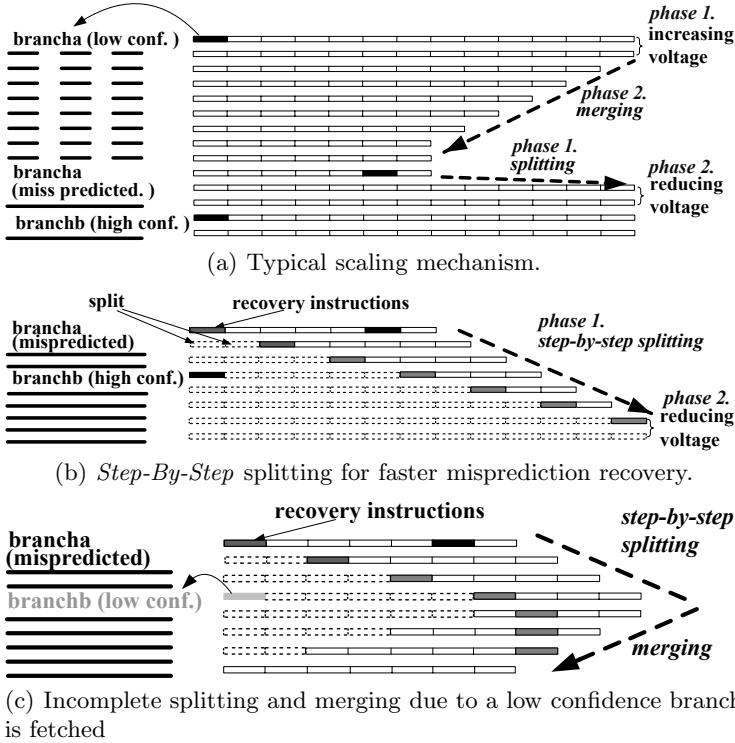 phase 1.
increasing
voltage
brancha (low conf. )
phase 2.
merging
brancha
(miss predicted. )
phase 1.
splitting
phase 2.
reducing
voltage
branchb (high conf. )
(a) Typical scaling mechanism.
split
recovery instructions
brancha
(mispredicted)
phase 1.
step-by-step splitting
branchb (high conf.)
phase 2.
reducing
voltage
(b) Step-By-Step splitting for faster misprediction recovery.
recovery instructions
brancha
(mispredicted)
step-by-step
splitting
branchb (low conf.)
merging
(c) Incomplete splitting and merging due to a low confidence branch
is fetched